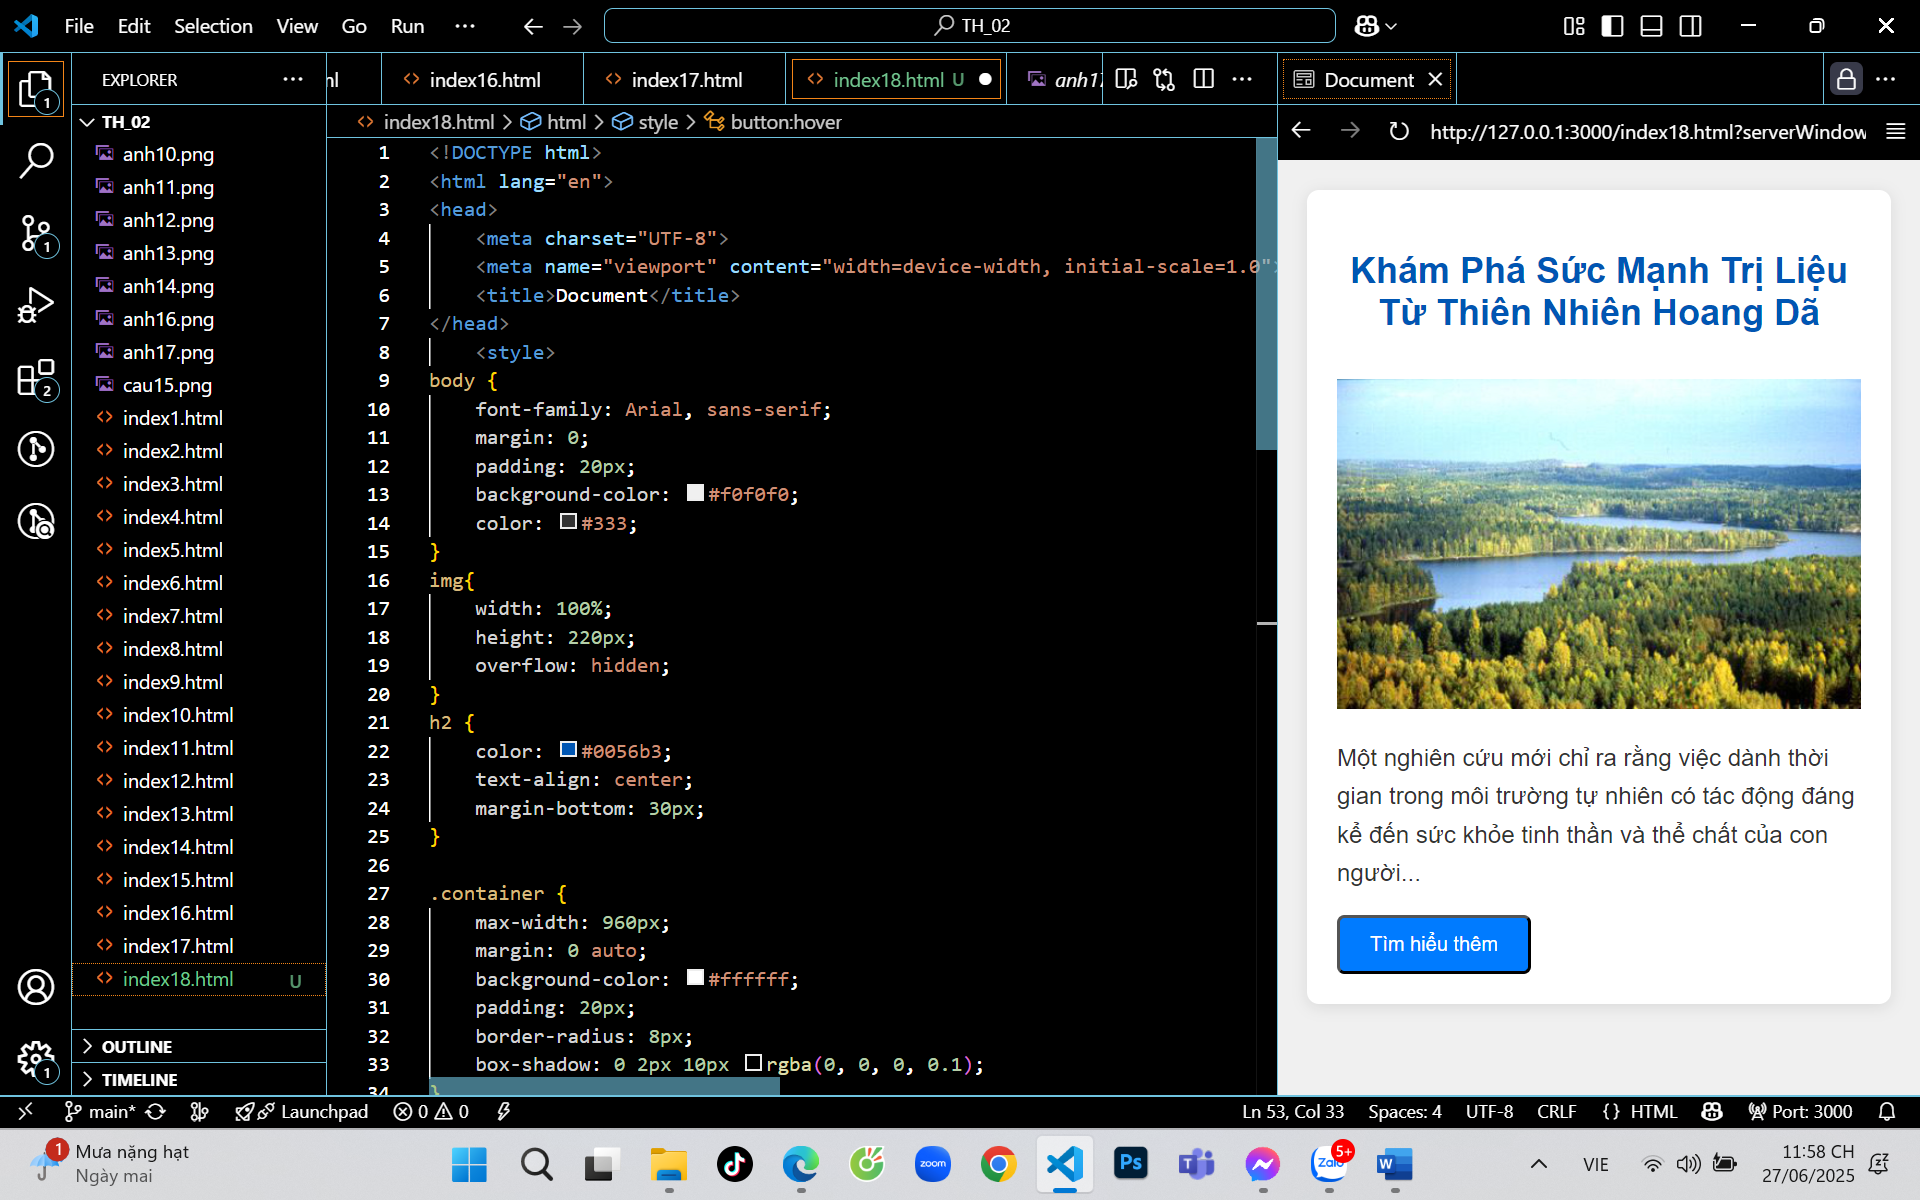 File Edit Selection View Go Run ··· TH_02
EXPLORER ···
TH_02
anh10.png
anh11.png
anh12.png
anh13.png
anh14.png
anh16.png
anh17.png
cau15.png
index1.html
index2.html
index3.html
index4.html
index5.html
index6.html
index7.html
index8.html
index9.html
index10.html
index11.html
index12.html
index13.html
index14.html
index15.html
index16.html
index17.html
index18.html U
OUTLINE
TIMELINE
1
1
2
1
index16.html index17.html index18.html U
index18.html > html > style > button:hover
1 <!DOCTYPE html>
2 <html lang="en">
3 <head>
4 <meta charset="UTF-8">
5 <meta name="viewport" content="width=device-width, initial-scale=1.0">
6 <title>Document</title>
7 </head>
8 <style>
9 body {
10 font-family: Arial, sans-serif;
11 margin: 0;
12 padding: 20px;
13 background-color: #f0f0f0;
14 color: #333;
15 }
16 img{
17 width: 100%;
18 height: 220px;
19 overflow: hidden;
20 }
21 h2 {
22 color: #0056b3;
23 text-align: center;
24 margin-bottom: 30px;
25 }
26
27 .container {
28 max-width: 960px;
29 margin: 0 auto;
30 background-color: #ffffff;
31 padding: 20px;
32 border-radius: 8px;
33 box-shadow: 0 2px 10px rgba(0, 0, 0, 0.1);
34 }
Document
http://127.0.0.1:3000/index18.html?serverWindow
Khám Phá Sức Mạnh Trị Liệu
Từ Thiên Nhiên Hoang Dã
Một nghiên cứu mới chỉ ra rằng việc dành thời
gian trong môi trường tự nhiên có tác động đáng
kể đến sức khỏe tinh thần và thể chất của con
người...
Tìm hiểu thêm
main* Launchpad 0 0 Ln 53, Col 33 Spaces: 4 UTF-8 CRLF {} HTML Port: 3000
1 Mưa nặng hạt
Ngày mai
zoom Ps Zalo 5+ W VIE
11:58 CH
27/06/2025